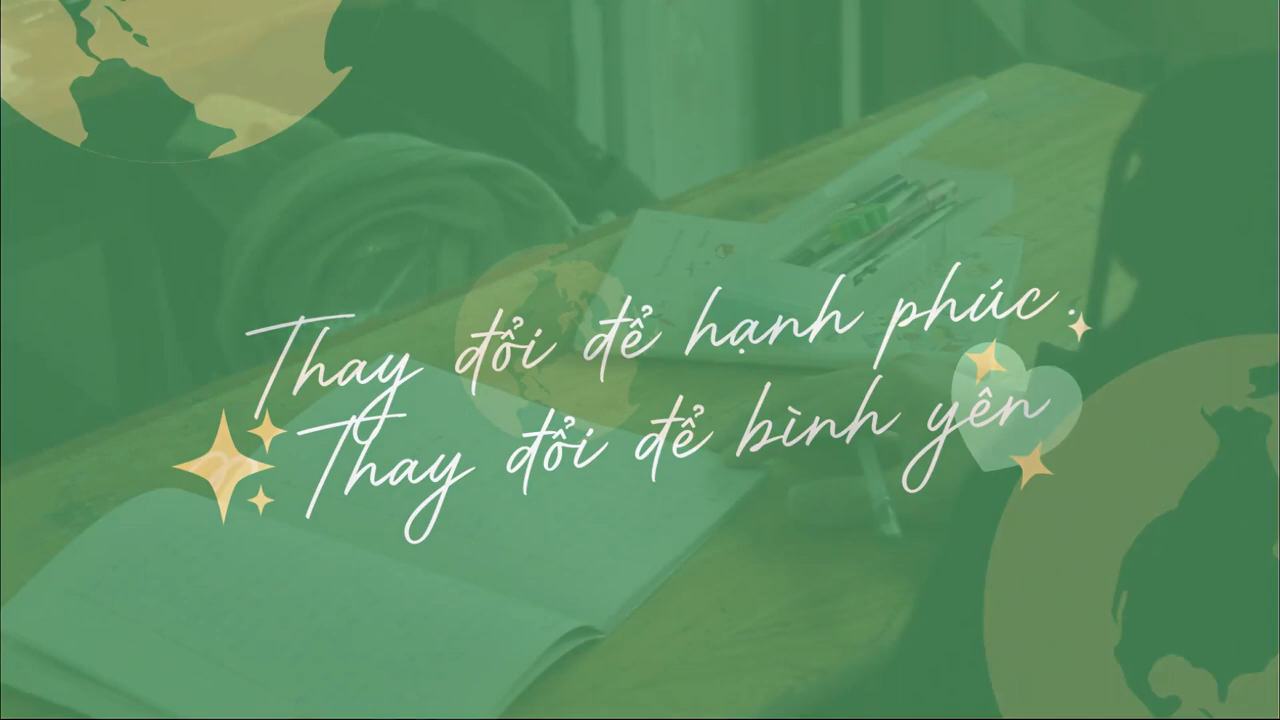 Thay đổi để hạnh phúc.
Thay đổi để bình yên